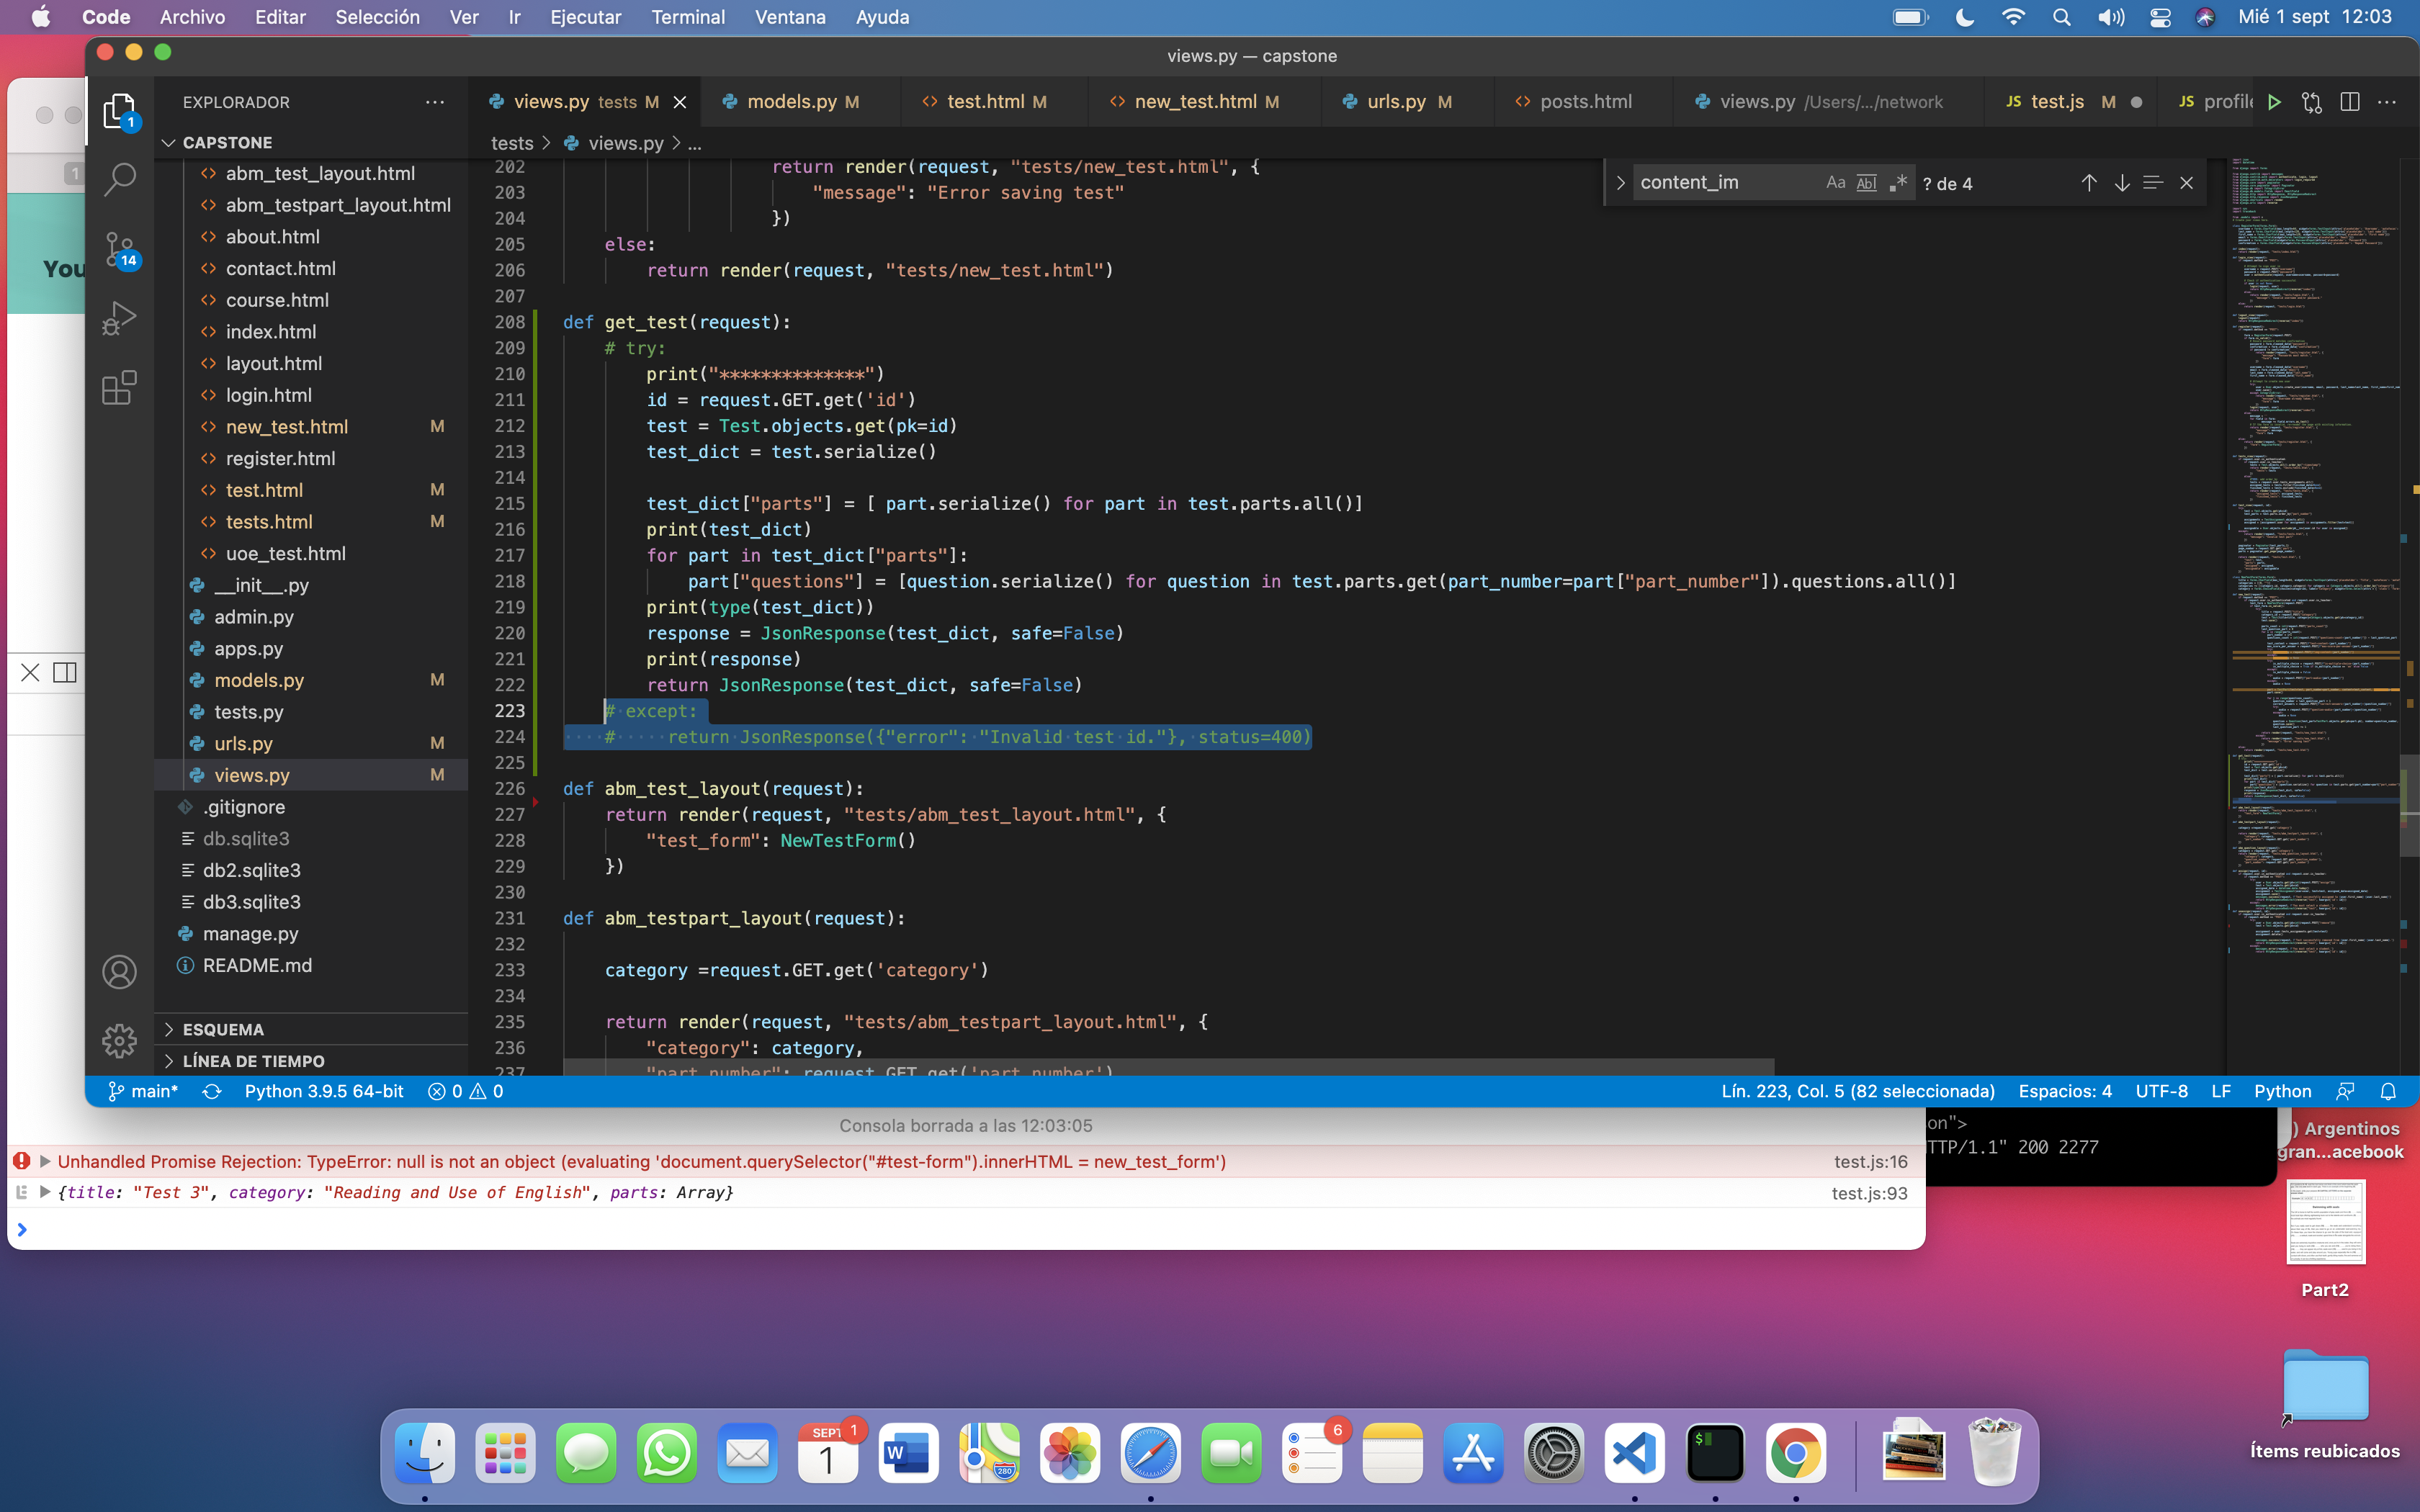 Code Archivo Editar Selección Ver Ir Ejecutar Terminal Ventana Ayuda
Mié 1 sept 12:03
views.py — capstone
EXPLORADOR
views.py tests M
models.py M
test.html M
new_test.html M
urls.py M
posts.html
views.py /Users/.../network
JS test.js M
JS profile
1
CAPSTONE
tests > views.py > ...
abm_test_layout.html
abm_testpart_layout.html
about.html
contact.html
course.html
index.html
layout.html
login.html
new_test.html M
register.html
test.html M
tests.html M
uoe_test.html
__init__.py
admin.py
apps.py
models.py M
tests.py
urls.py M
views.py M
.gitignore
db.sqlite3
db2.sqlite3
db3.sqlite3
manage.py
README.md
ESQUEMA
LÍNEA DE TIEMPO
14
1
You
content_im
Aa Abl .* ? de 4
202 return render(request, "tests/new_test.html", {
203 "message": "Error saving test"
204 })
205 else:
206 return render(request, "tests/new_test.html")
207
208 def get_test(request):
209 # try:
210 print("**************")
211 id = request.GET.get('id')
212 test = Test.objects.get(pk=id)
213 test_dict = test.serialize()
214
215 test_dict["parts"] = [ part.serialize() for part in test.parts.all()]
216 print(test_dict)
217 for part in test_dict["parts"]:
218 part["questions"] = [question.serialize() for question in test.parts.get(part_number=part["part_number"]).questions.all()]
219 print(type(test_dict))
220 response = JsonResponse(test_dict, safe=False)
221 print(response)
222 return JsonResponse(test_dict, safe=False)
223 # except:
224 # return JsonResponse({"error": "Invalid test id."}, status=400)
225
226 def abm_test_layout(request):
227 return render(request, "tests/abm_test_layout.html", {
228 "test_form": NewTestForm()
229 })
230
231 def abm_testpart_layout(request):
232
233 category =request.GET.get('category')
234
235 return render(request, "tests/abm_testpart_layout.html", {
236 "category": category,
237 "part_number": request.GET.get('part_number')
main* Python 3.9.5 64-bit 0 0
Lín. 223, Col. 5 (82 seleccionada) Espacios: 4 UTF-8 LF Python
Consola borrada a las 12:03:05
Unhandled Promise Rejection: TypeError: null is not an object (evaluating 'document.querySelector("#test-form").innerHTML = new_test_form') test.js:16
{title: "Test 3", category: "Reading and Use of English", parts: Array} test.js:93
on">
TTP/1.1" 200 2277
) Argentinos
gran...acebook
Part2
Ítems reubicados
SEPT
1
1
W
280
6
$